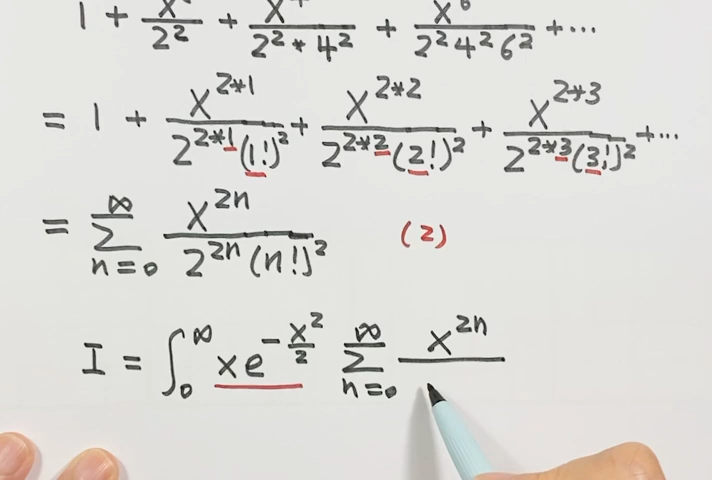 1 + x²/2² + x⁴/2²*4² + x⁶/2²4²6² + ...
= 1 + x^(2*1)/2^(2*1)(1!)² + x^(2*2)/2^(2*2)(2!)² + x^(2*3)/2^(2*3)(3!)² + ...
= ∑_(n=0)^∞ x^(2n)/2^(2n)(n!)² (2)
I = ∫_0^∞ xe^(-x²/2) ∑_(n=0)^∞ x^(2n)